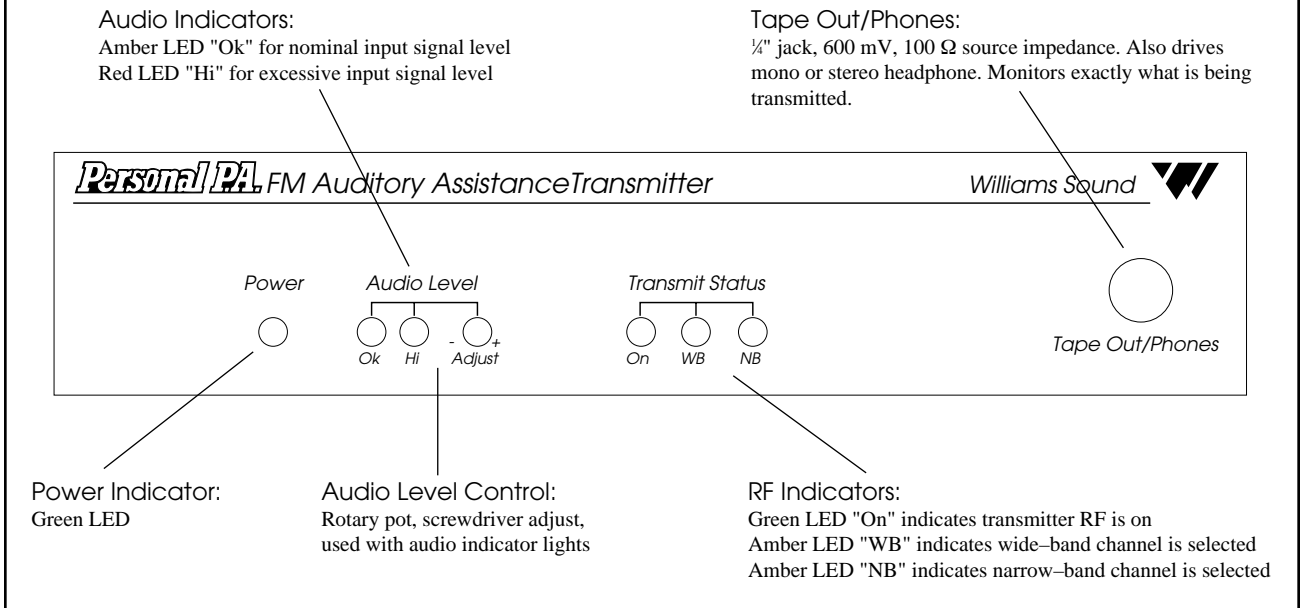 Audio Indicators:
Amber LED "Ok" for nominal input signal level
Red LED "Hi" for excessive input signal level
Tape Out/Phones:
¼" jack, 600 mV, 100 Ω source impedance. Also drives
mono or stereo headphone. Monitors exactly what is being
transmitted.
Personal PA FM Auditory AssistanceTransmitter
Williams Sound
Power
Audio Level
Transmit Status
- +
Ok Hi Adjust
On WB NB
Tape Out/Phones
Power Indicator:
Green LED
Audio Level Control:
Rotary pot, screwdriver adjust,
used with audio indicator lights
RF Indicators:
Green LED "On" indicates transmitter RF is on
Amber LED "WB" indicates wide–band channel is selected
Amber LED "NB" indicates narrow–band channel is selected